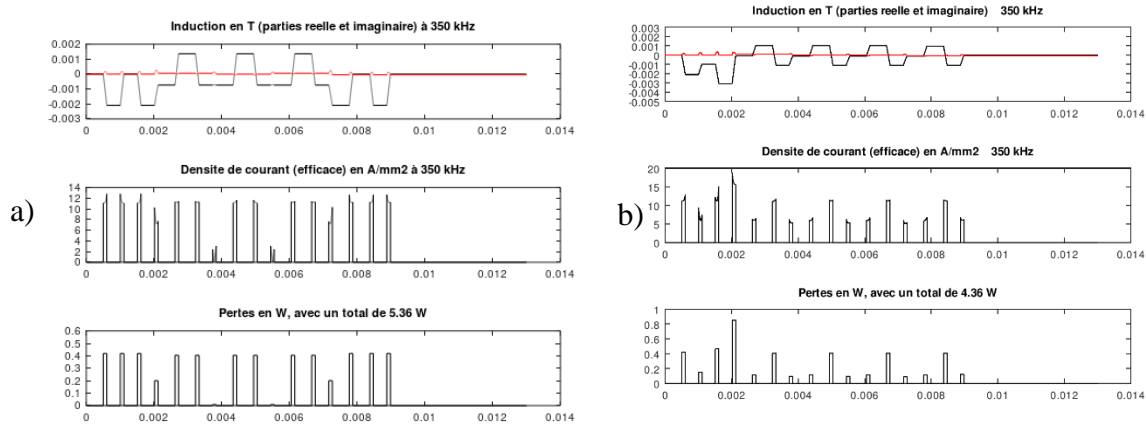 a)
Induction en T (parties reelle et imaginaire) à 350 kHz
0.002
0.001
0
-0.001
-0.002
-0.003
0 0.002 0.004 0.006 0.008 0.01 0.012 0.014
Densite de courant (efficace) en A/mm2 à 350 kHz
14
12
10
8
6
4
2
0
0 0.002 0.004 0.006 0.008 0.01 0.012 0.014
Pertes en W, avec un total de 5.36 W
0.6
0.5
0.4
0.3
0.2
0.1
0
0 0.002 0.004 0.006 0.008 0.01 0.012 0.014
b)
Induction en T (parties reelle et imaginaire) 350 kHz
0.003
0.002
0.001
0.000
-0.001
-0.002
-0.003
-0.004
-0.005
0 0.002 0.004 0.006 0.008 0.01 0.012 0.014
Densite de courant (efficace) en A/mm2 350 kHz
20
15
10
5
0
0 0.002 0.004 0.006 0.008 0.01 0.012 0.014
Pertes en W, avec un total de 4.36 W
1
0.8
0.6
0.4
0.2
0
0 0.002 0.004 0.006 0.008 0.01 0.012 0.014